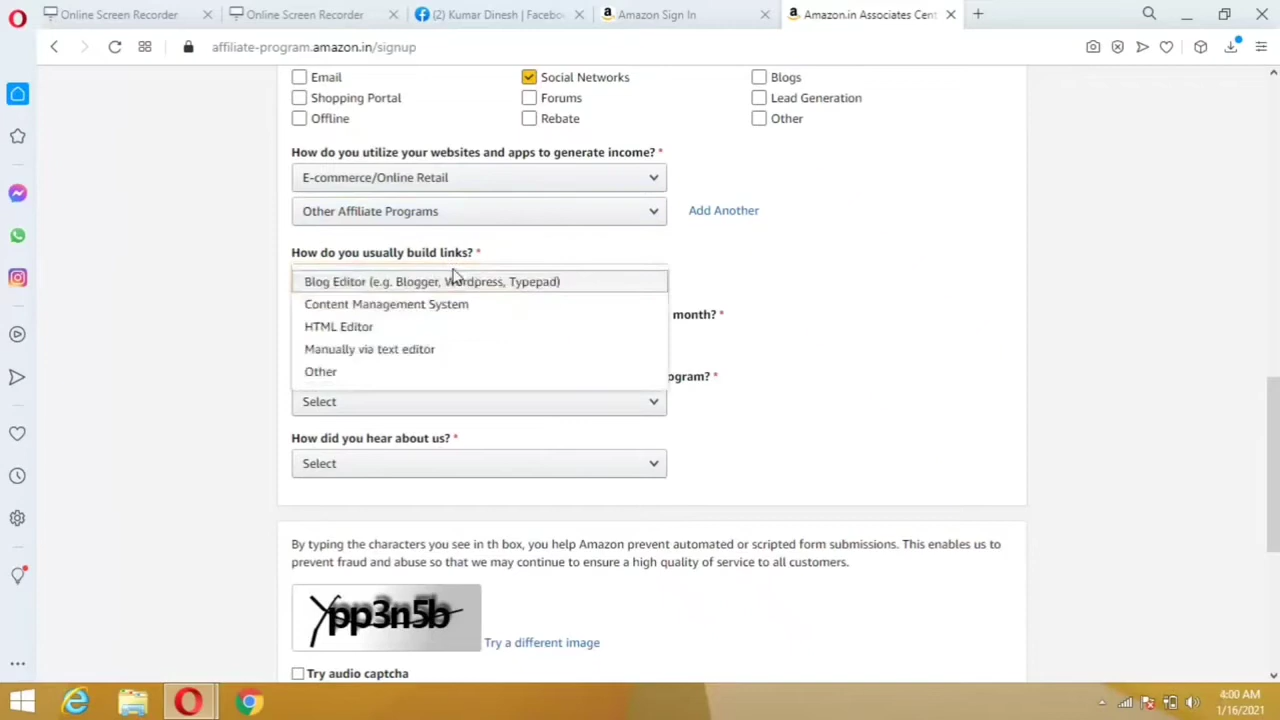 Online Screen Recorder
Online Screen Recorder
(2) Kumar Dinesh | Facebo
Amazon Sign In
Amazon.in Associates Cent
affiliate-program.amazon.in/signup
Email
Social Networks
Blogs
Shopping Portal
Forums
Lead Generation
Offline
Rebate
Other
How do you utilize your websites and apps to generate income? *
E-commerce/Online Retail
Other Affiliate Programs
Add Another
How do you usually build links? *
Blog Editor (e.g. Blogger, Wordpress, Typepad)
Content Management System
HTML Editor
month? *
Manually via text editor
Other
ogram? *
Select
How did you hear about us? *
Select
By typing the characters you see in th box, you help Amazon prevent automated or scripted form submissions. This enables us to
prevent fraud and abuse so that we may continue to ensure a high quality of service to all customers.
Try a different image
Try audio captcha
4:00 AM
1/16/2021